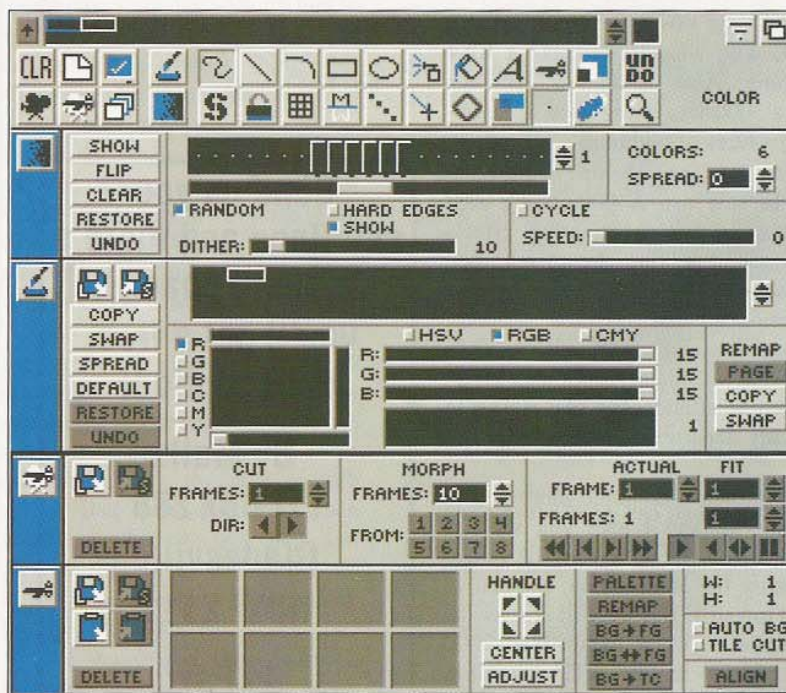 CLR
UNDO
A
$
M
COLOR
SHOW
FLIP
CLEAR
RESTORE
UNDO
1
COLORS: 6
SPREAD: 0
RANDOM
HARD EDGES
SHOW
DITHER: 10
CYCLE
SPEED: 0
S
COPY
SWAP
SPREAD
DEFAULT
RESTORE
UNDO
R
G
B
C
M
Y
HSV RGB CMY
R: 15
G: 15
B: 15
1
REMAP
PAGE
COPY
SWAP
S
DELETE
CUT
FRAMES: 1
DIR:
MORPH
FRAMES: 10
FROM: 1 2 3 4
5 6 7 8
ACTUAL FIT
FRAME: 1 1
FRAMES: 1 1
S
DELETE
HANDLE
CENTER
ADJUST
PALETTE
REMAP
BG→FG
BG↔FG
BG→TC
W: 1
H: 1
AUTO BG
TILE CUT
ALIGN